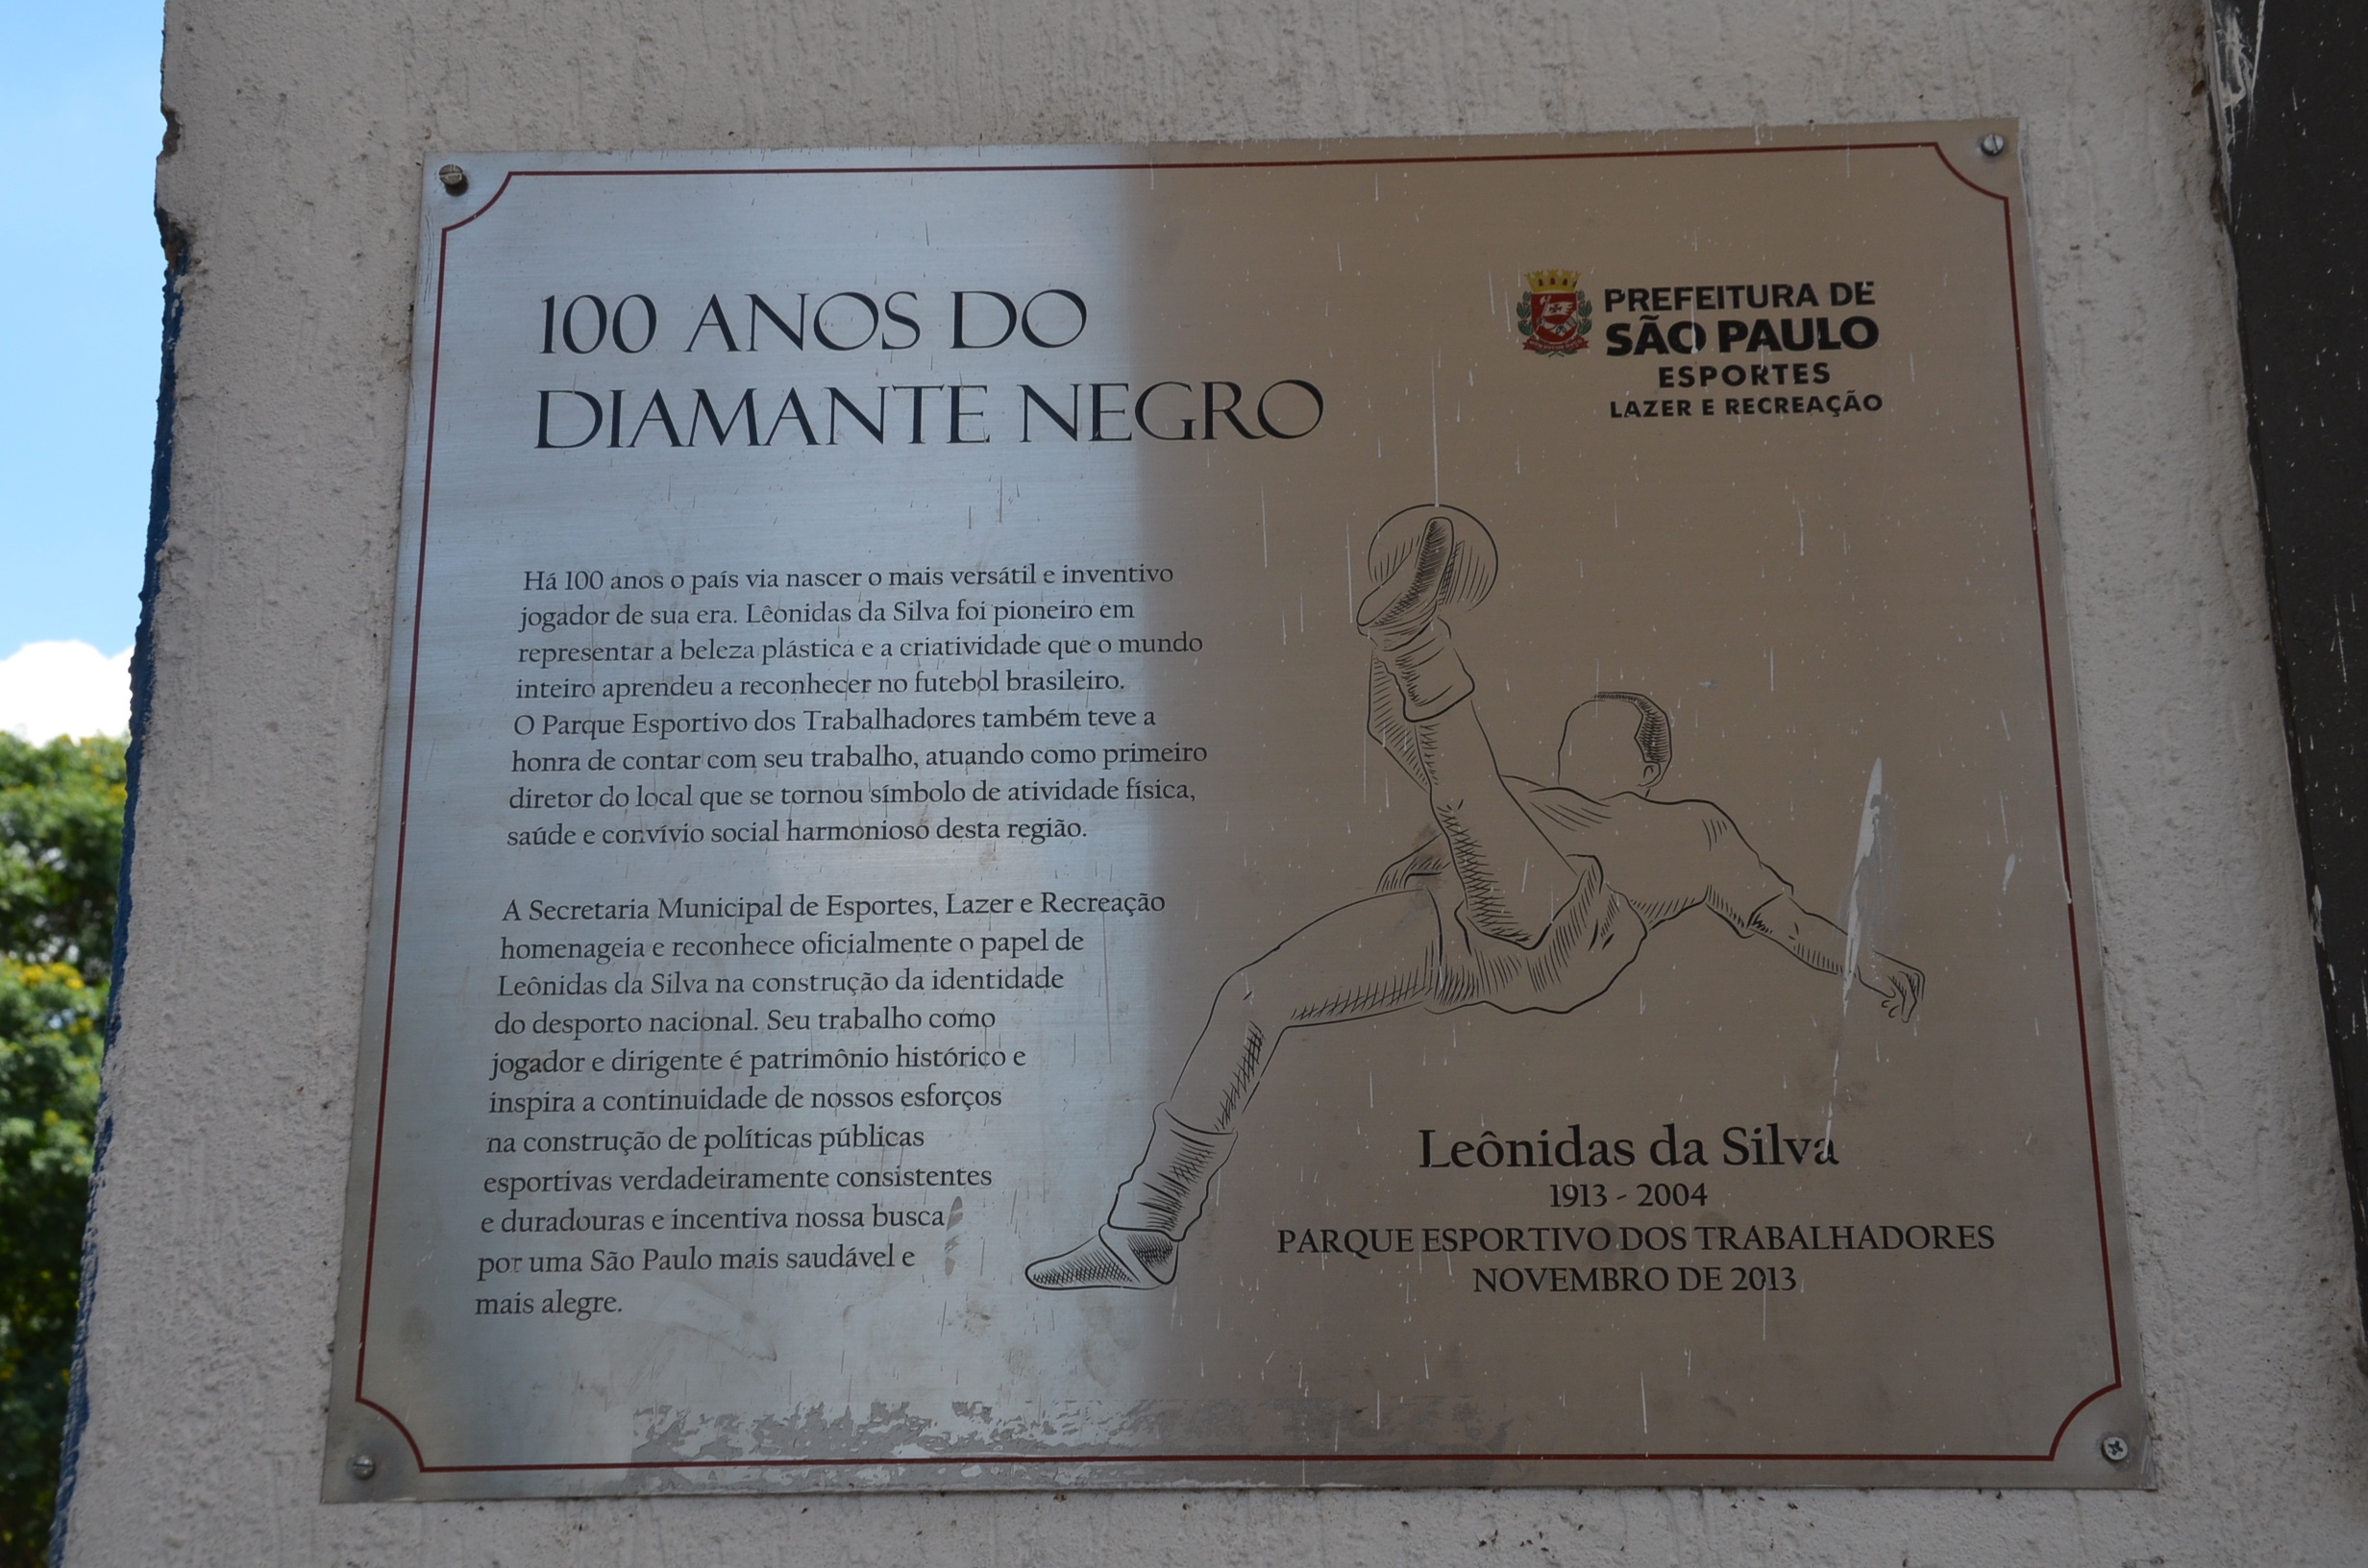 100 ANOS DO
DIAMANTE NEGRO
PREFEITURA DE
SÃO PAULO
ESPORTES
LAZER E RECREAÇÃO
Há 100 anos o país via nascer o mais versátil e inventivo
jogador de sua era. Lêonidas da Silva foi pioneiro em
representar a beleza plástica e a criatividade que o mundo
inteiro aprendeu a reconhecer no futebol brasileiro.
O Parque Esportivo dos Trabalhadores também teve a
honra de contar com seu trabalho, atuando como primeiro
diretor do local que se tornou símbolo de atividade física,
saúde e convívio social harmonioso desta região.
A Secretaria Municipal de Esportes, Lazer e Recreação
homenageia e reconhece oficialmente o papel de
Leônidas da Silva na construção da identidade
do desporto nacional. Seu trabalho como
jogador e dirigente é patrimônio histórico e
inspira a continuidade de nossos esforços
na construção de políticas públicas
esportivas verdadeiramente consistentes
e duradouras e incentiva nossa busca
por uma São Paulo mais saudável e
mais alegre.
Leônidas da Silva
1913 - 2004
PARQUE ESPORTIVO DOS TRABALHADORES
NOVEMBRO DE 2013